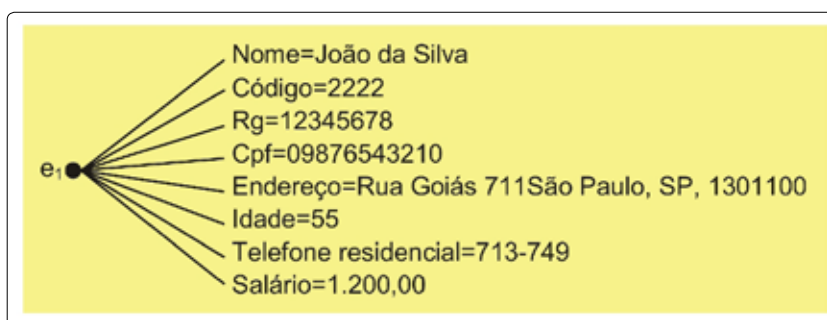 Nome=João da Silva
Código=2222
Rg=12345678
Cpf=09876543210
e₁
Endereço=Rua Goiás 711São Paulo, SP, 1301100
Idade=55
Telefone residencial=713-749
Salário=1.200,00